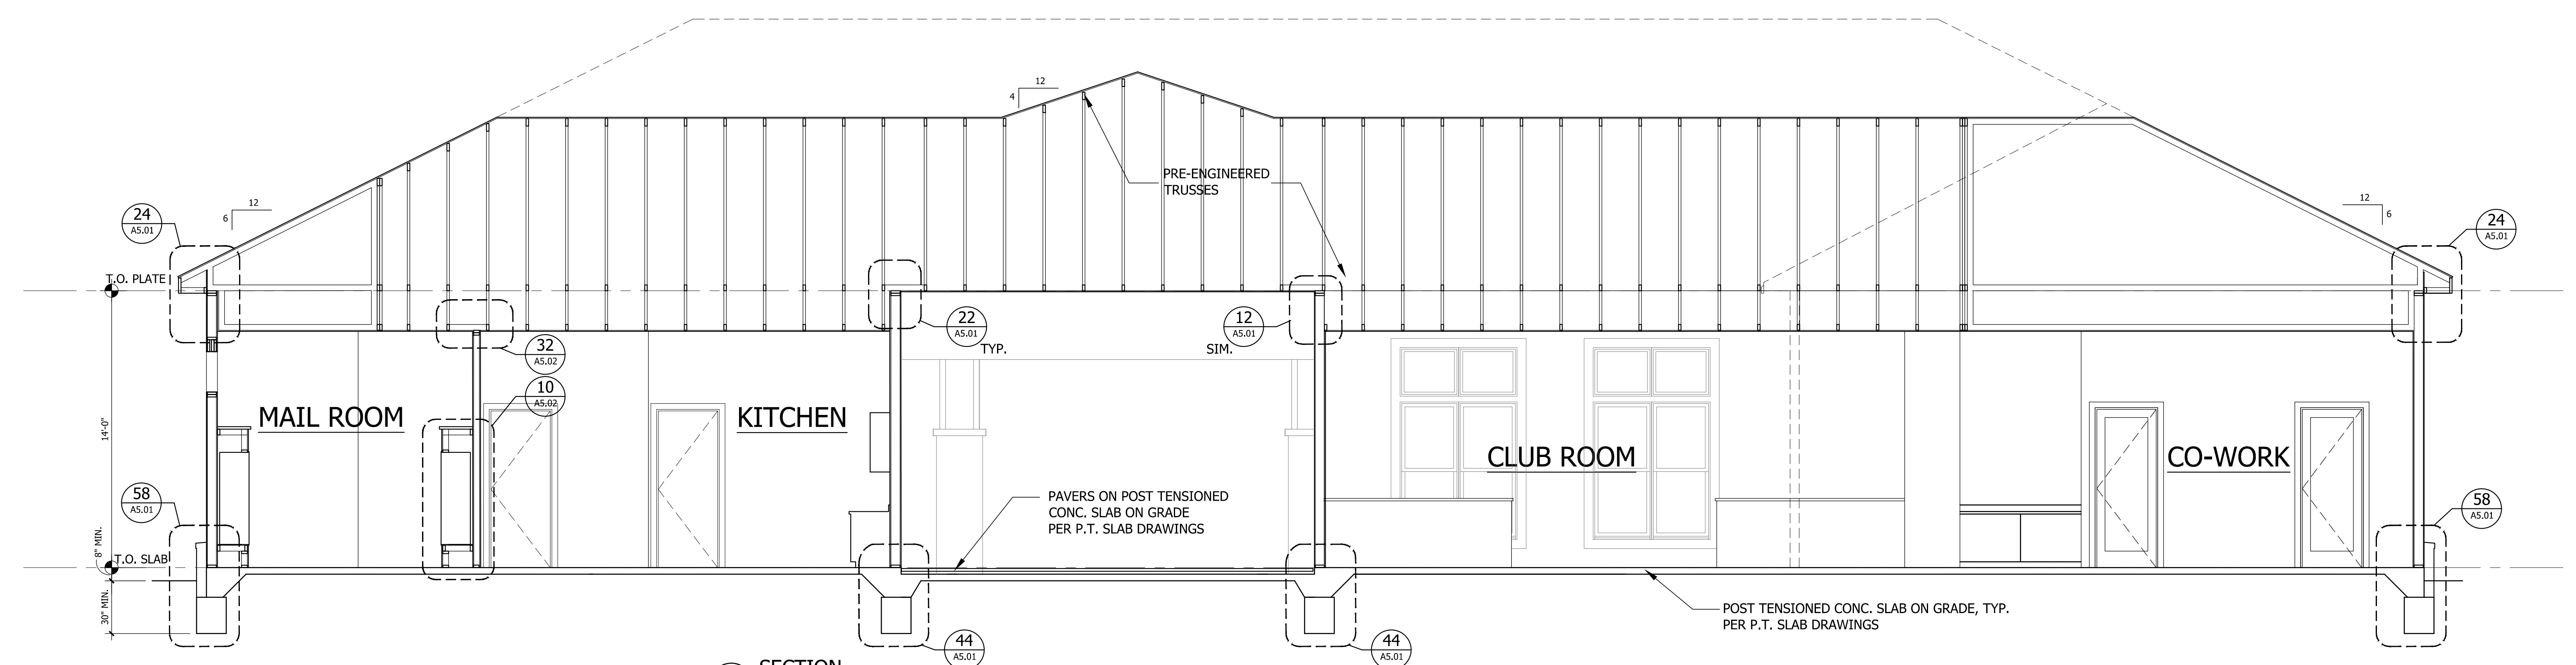 12
4
PRE-ENGINEERED
TRUSSES
24
A5.01
12
6
12
6
24
A5.01
T.O. PLATE
22
A5.01
TYP.
12
A5.01
SIM.
32
A5.02
10
A5.02
14'-0"
MAIL ROOM
KITCHEN
CLUB ROOM
CO-WORK
58
A5.01
PAVERS ON POST TENSIONED
CONC. SLAB ON GRADE
PER P.T. SLAB DRAWINGS
58
A5.01
8" MIN.
T.O. SLAB
30" MIN.
POST TENSIONED CONC. SLAB ON GRADE, TYP.
PER P.T. SLAB DRAWINGS
44
A5.01
44
A5.01
SECTION